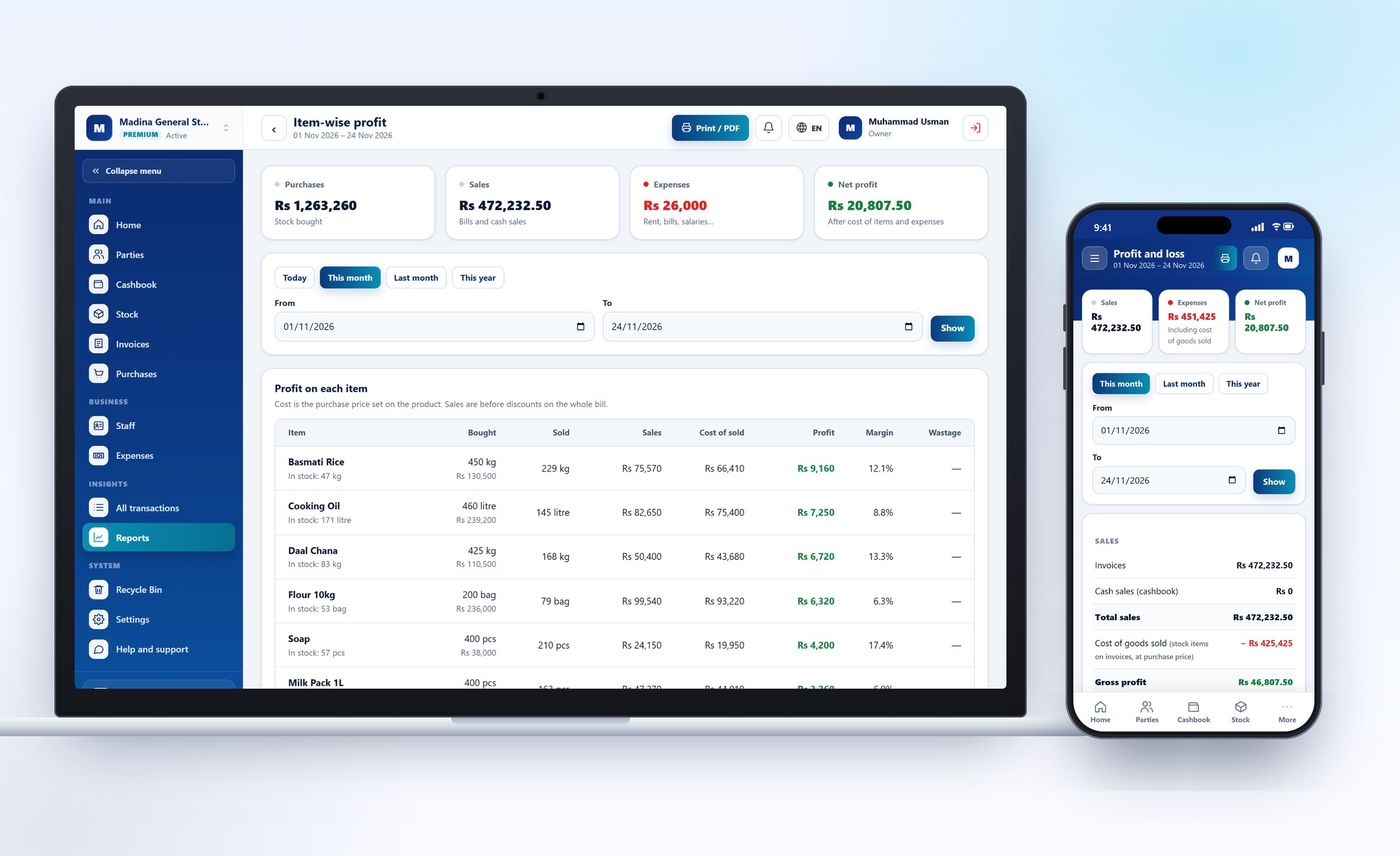 Madina General St...
PREMIUM Active
Collapse menu
MAIN
Home
Parties
Cashbook
Stock
Invoices
Purchases
BUSINESS
Staff
Expenses
INSIGHTS
All transactions
Reports
SYSTEM
Recycle Bin
Settings
Help and support
Item-wise profit
01 Nov 2026 – 24 Nov 2026
Print / PDF
EN
M
Muhammad Usman
Owner
Purchases
Rs 1,263,260
Stock bought
Sales
Rs 472,232.50
Bills and cash sales
Expenses
Rs 26,000
Rent, bills, salaries...
Net profit
Rs 20,807.50
After cost of items and expenses
Today This month Last month This year
From To
01/11/2026 24/11/2026 Show
Profit on each item
Cost is the purchase price set on the product. Sales are before discounts on the whole bill.
Item Bought Sold Sales Cost of sold Profit Margin Wastage
Basmati Rice 450 kg 229 kg Rs 75,570 Rs 66,410 Rs 9,160 12.1% —
In stock: 47 kg Rs 130,500
Cooking Oil 460 litre 145 litre Rs 82,650 Rs 75,400 Rs 7,250 8.8% —
In stock: 171 litre Rs 239,200
Daal Chana 425 kg 168 kg Rs 50,400 Rs 43,680 Rs 6,720 13.3% —
In stock: 83 kg Rs 110,500
Flour 10kg 200 bag 79 bag Rs 99,540 Rs 93,220 Rs 6,320 6.3% —
In stock: 53 bag Rs 236,000
Soap 400 pcs 210 pcs Rs 24,150 Rs 19,950 Rs 4,200 17.4% —
In stock: 57 pcs Rs 38,000
Milk Pack 1L 400 pcs
9:41
Profit and loss
01 Nov 2026 – 24 Nov 2026
M
Sales
Rs
472,232.50
Expenses
Rs 451,425
Including cost
of goods sold
Net profit
Rs
20,807.50
This month Last month This year
From
01/11/2026
To
24/11/2026 Show
SALES
Invoices Rs 472,232.50
Cash sales (cashbook) Rs 0
Total sales Rs 472,232.50
Cost of goods sold (stock items – Rs 425,425
on invoices, at purchase price)
Gross profit Rs 46,807.50
Home Parties Cashbook Stock More